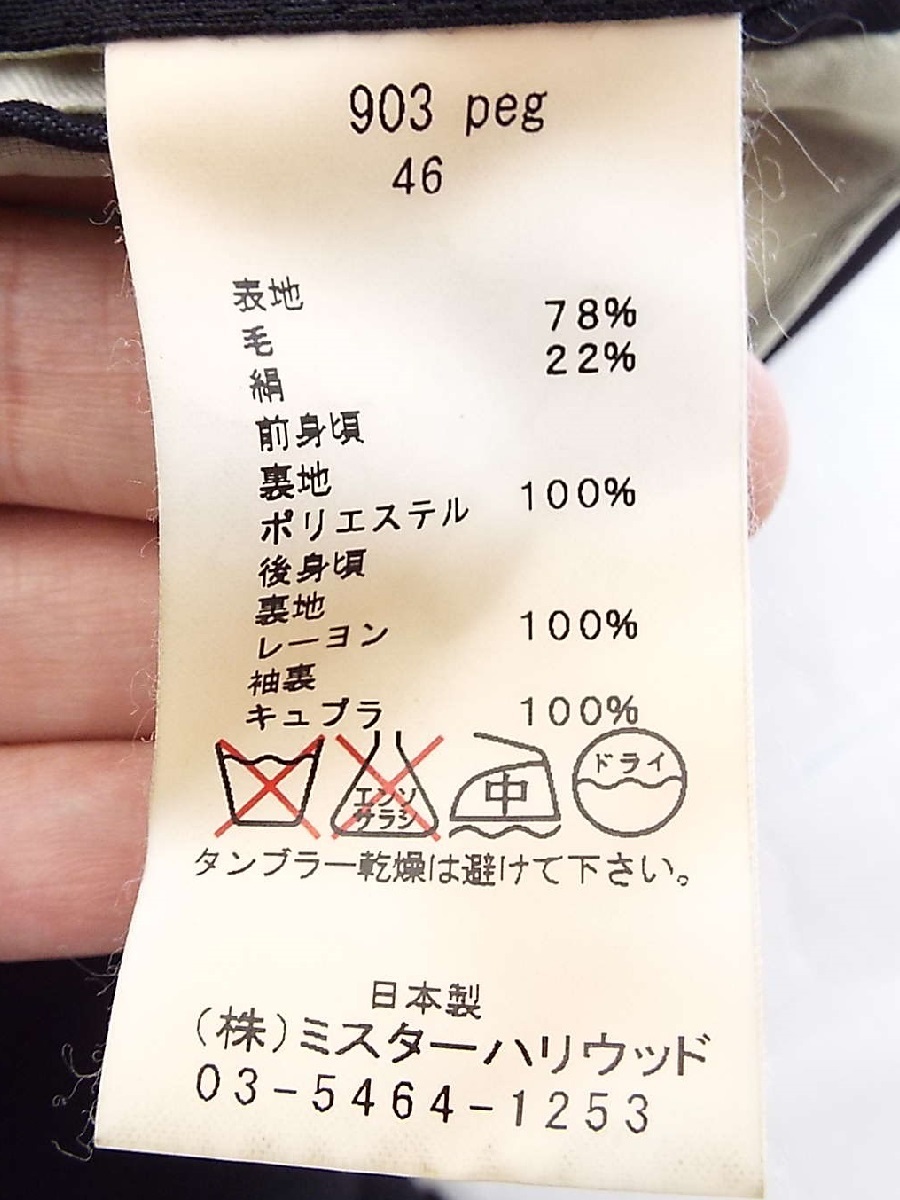 903 peg
46
表地
毛 78%
絹 22%
前身頃
裏地
ポリエステル 100%
後身頃
裏地
レーヨン 100%
袖裏
キュプラ 100%
エンソ
サラシ
中
ドライ
タンブラー乾燥は避けて下さい。
日本製
(株)ミスターハリウッド
03-5464-1253